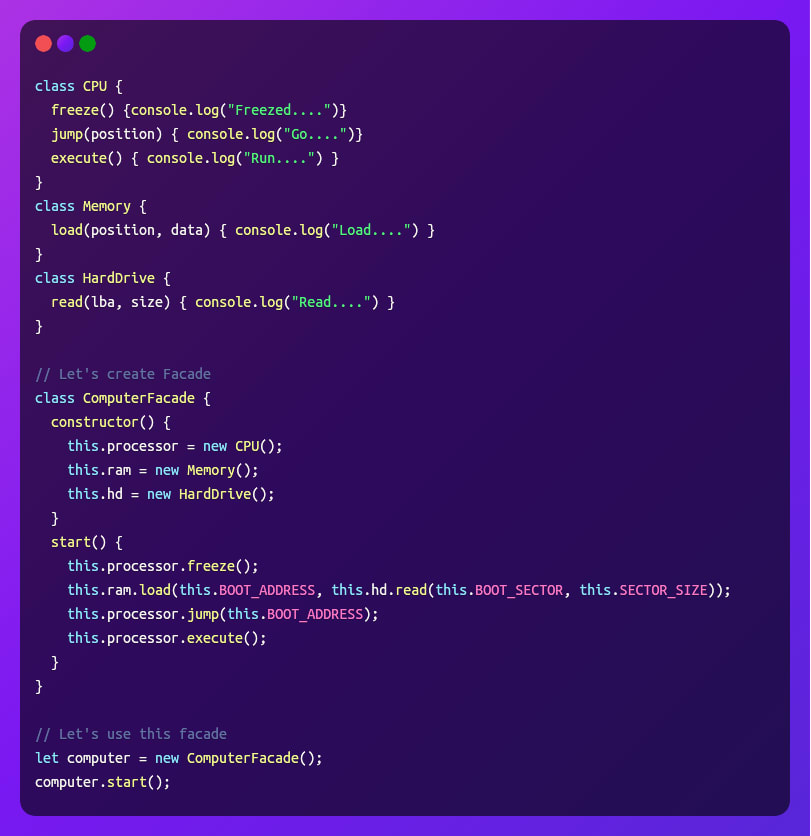 class CPU {
  freeze() {console.log("Freezed....")}
  jump(position) { console.log("Go....")}
  execute() { console.log("Run....") }
}
class Memory {
  load(position, data) { console.log("Load....") }
}
class HardDrive {
  read(lba, size) { console.log("Read....") }
}

// Let's create Facade
class ComputerFacade {
  constructor() {
    this.processor = new CPU();
    this.ram = new Memory();
    this.hd = new HardDrive();
  }
  start() {
    this.processor.freeze();
    this.ram.load(this.BOOT_ADDRESS, this.hd.read(this.BOOT_SECTOR, this.SECTOR_SIZE));
    this.processor.jump(this.BOOT_ADDRESS);
    this.processor.execute();
  }
}

// Let's use this facade
let computer = new ComputerFacade();
computer.start();